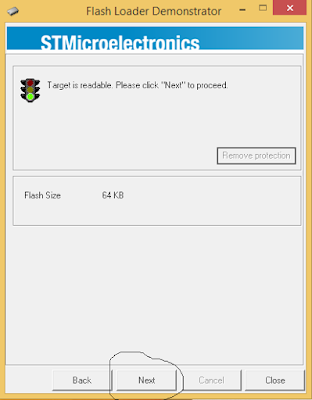 Flash Loader Demonstrator
STMicroelectronics
Target is readable. Please click "Next" to proceed.
Remove protection
Flash Size 64 KB
Back Next Cancel Close